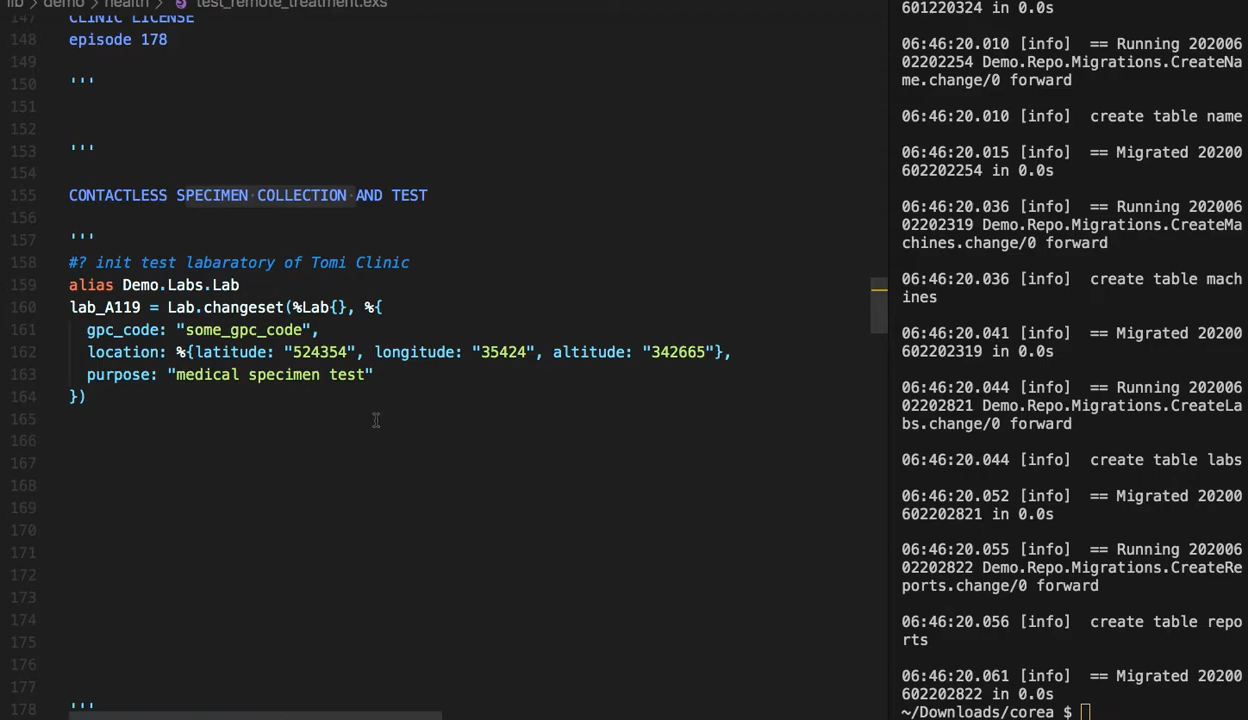 lib > demo > health > test_remote_treatment.exs
147 CLINIC LICENSE
148 episode 178
149
150 '''
151
152
153 '''
154
155 CONTACTLESS SPECIMEN COLLECTION AND TEST
156
157 '''
158 #? init test labaratory of Tomi Clinic
159 alias Demo.Labs.Lab
160 lab_A119 = Lab.changeset(%Lab{}, %{
161 gpc_code: "some_gpc_code",
162 location: %{latitude: "524354", longitude: "35424", altitude: "342665"},
163 purpose: "medical specimen test"
164 })
165
166
167
168
169
170
171
172
173
174
175
176
177
178 '''
601220324 in 0.0s
06:46:20.010 [info] == Running 202006
02202254 Demo.Repo.Migrations.CreateNa
me.change/0 forward
06:46:20.010 [info] create table name
06:46:20.015 [info] == Migrated 20200
602202254 in 0.0s
06:46:20.036 [info] == Running 202006
02202319 Demo.Repo.Migrations.CreateMa
chines.change/0 forward
06:46:20.036 [info] create table mach
ines
06:46:20.041 [info] == Migrated 20200
602202319 in 0.0s
06:46:20.044 [info] == Running 202006
02202821 Demo.Repo.Migrations.CreateLa
bs.change/0 forward
06:46:20.044 [info] create table labs
06:46:20.052 [info] == Migrated 20200
602202821 in 0.0s
06:46:20.055 [info] == Running 202006
02202822 Demo.Repo.Migrations.CreateRe
ports.change/0 forward
06:46:20.056 [info] create table repo
rts
06:46:20.061 [info] == Migrated 20200
602202822 in 0.0s
~/Downloads/corea $